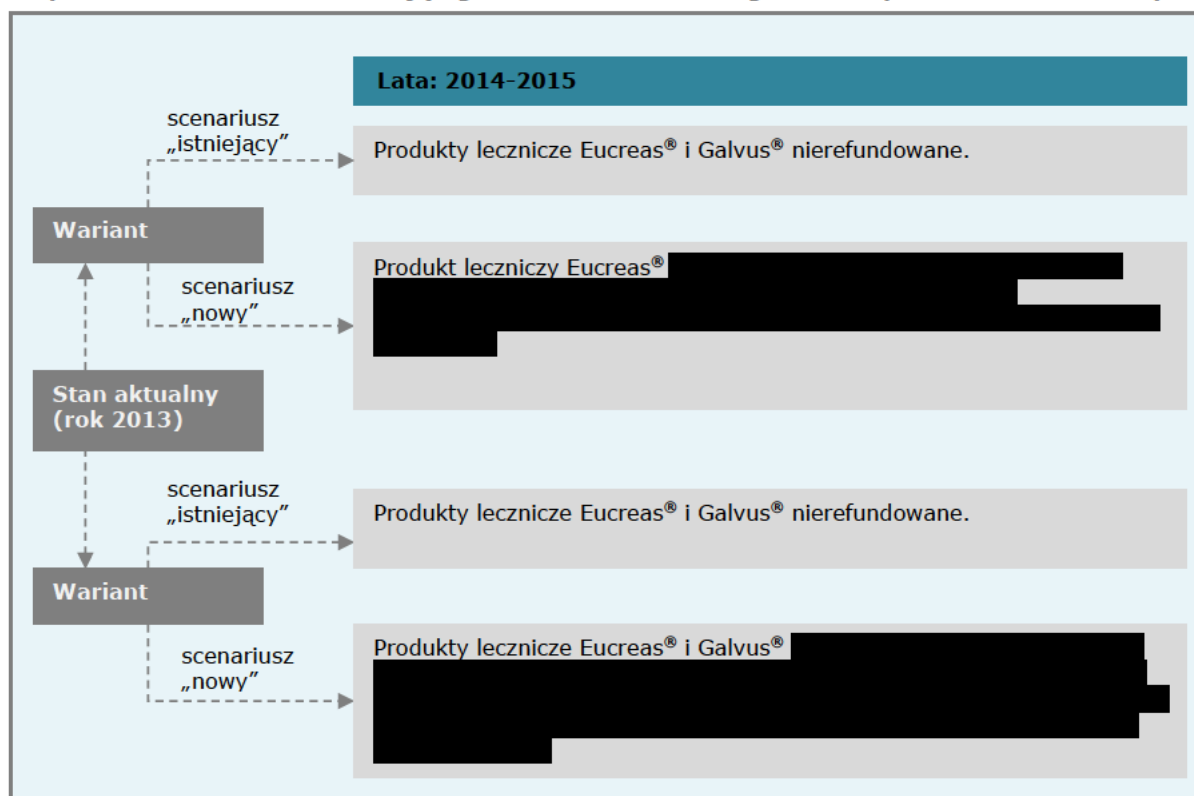 Lata: 2014-2015
scenariusz
„istniejący”
Produkty lecznicze Eucreas® i Galvus® nierefundowane.
Wariant
Produkt leczniczy Eucreas®
scenariusz
„nowy”
Stan aktualny
(rok 2013)
scenariusz
„istniejący”
Produkty lecznicze Eucreas® i Galvus® nierefundowane.
Wariant
Produkty lecznicze Eucreas® i Galvus®
scenariusz
„nowy”